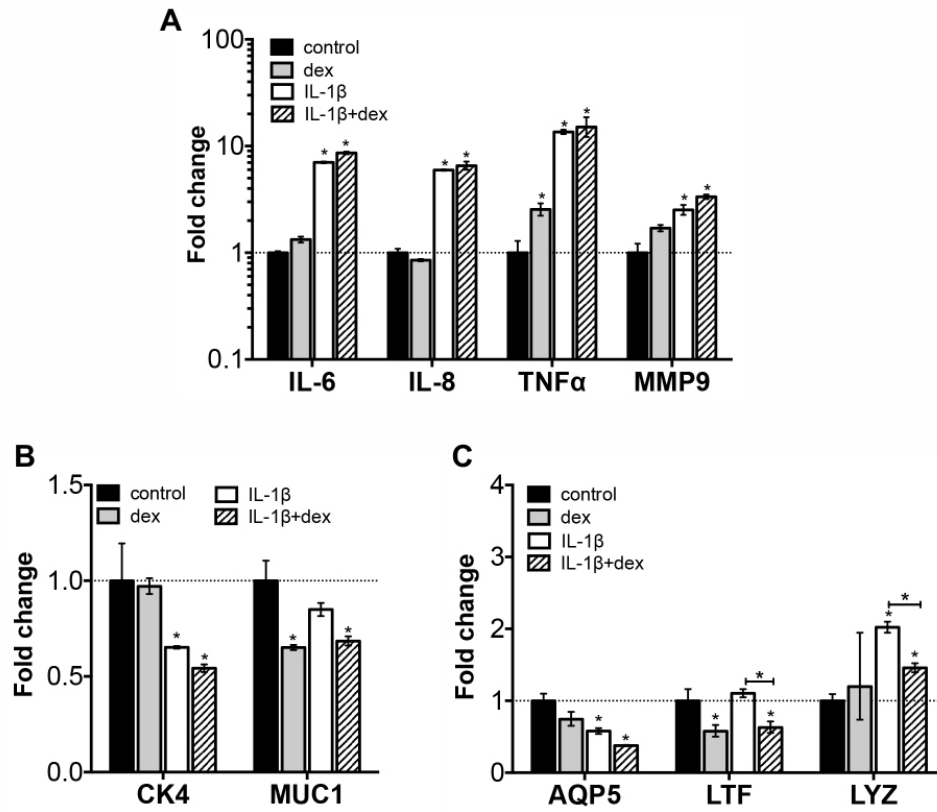 A
100
10
1
0.1
Fold change
control
dex
IL-1β
IL-1β+dex
* * * * * * * * *
IL-6 IL-8 TNFα MMP9
B
1.5
1.0
0.5
0.0
Fold change
control IL-1β
dex IL-1β+dex
* * * *
CK4 MUC1
C
4
3
2
1
0
Fold change
control
dex
IL-1β
IL-1β+dex
* * * * * * * *
AQP5 LTF LYZ